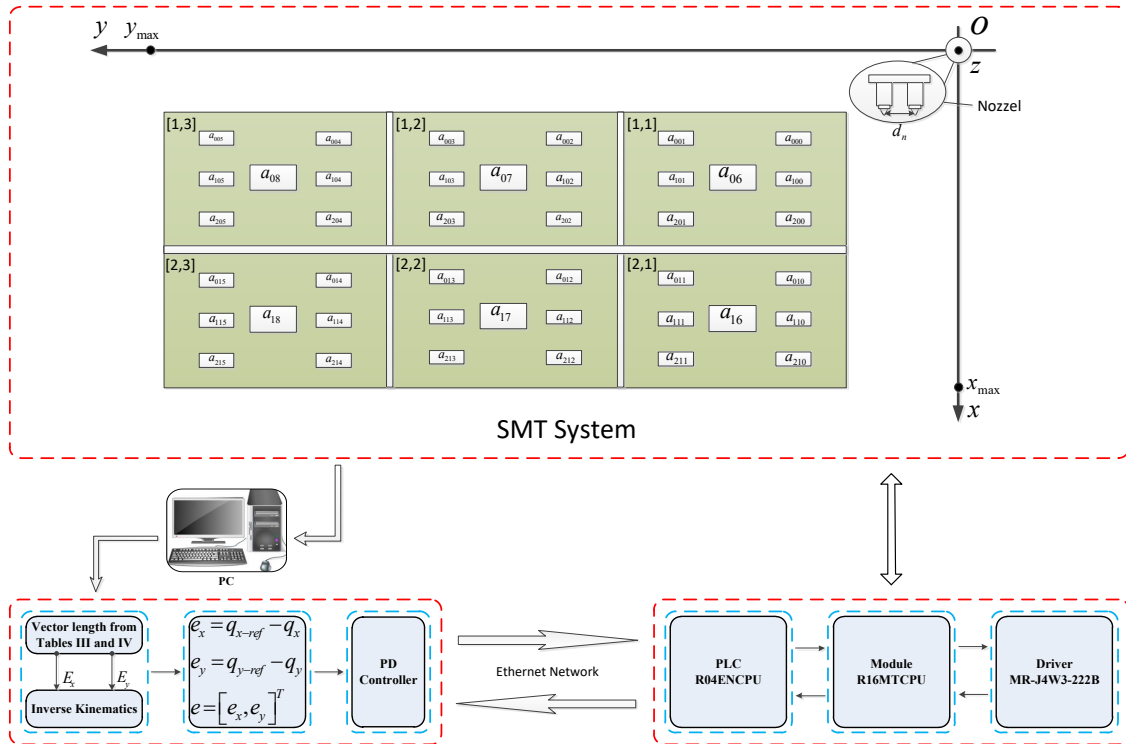 y y_max O
z
Nozzel
d_n
[1,3] [1,2] [1,1]
a_005 a_004 a_003 a_002 a_001 a_000
a_105 a_08 a_104 a_103 a_07 a_102 a_101 a_06 a_100
a_205 a_204 a_203 a_202 a_201 a_200
[2,3] [2,2] [2,1]
a_015 a_014 a_013 a_012 a_011 a_010
a_115 a_18 a_114 a_113 a_17 a_112 a_111 a_16 a_110
a_215 a_214 a_213 a_212 a_211 a_210
x_max
x
SMT System
PC
Vector length from
Tables III and IV
E_x E_y
Inverse Kinematics
e_x = q_{x-ref} - q_x
e_y = q_{y-ref} - q_y
e = [e_x, e_y]^T
PD
Controller
Ethernet Network
PLC
R04ENCPU
Module
R16MTCPU
Driver
MR-J4W3-222B